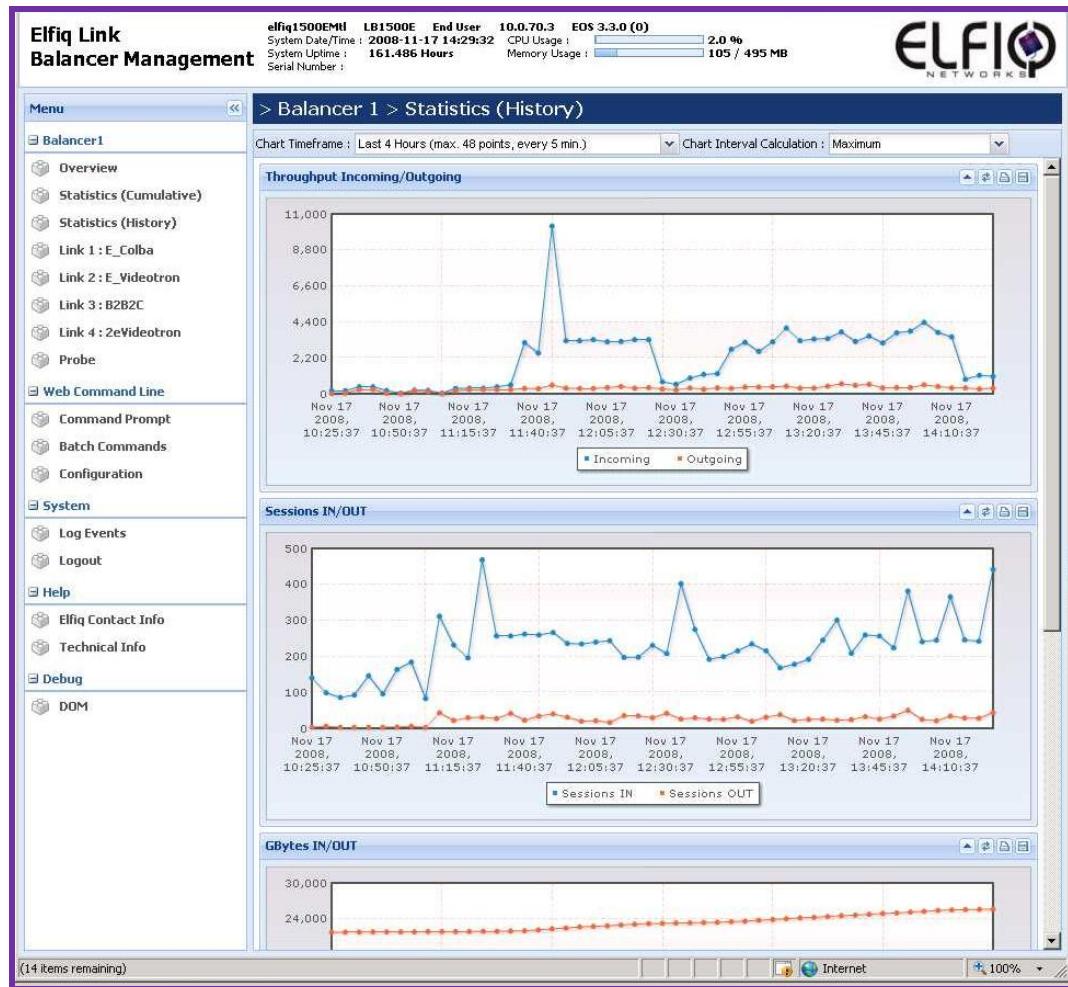 Elfiq Link
Balancer Management
elfiq1500EMtl LB1500E End User 10.0.70.3 EOS 3.3.0 (0)
System Date/Time : 2008-11-17 14:29:32 CPU Usage : 2.0 %
System Uptime : 161.486 Hours Memory Usage : 105 / 495 MB
Serial Number :
ELFIQ
NETWORKS
Menu
Balancer1
Overview
Statistics (Cumulative)
Statistics (History)
Link 1 : E_Colba
Link 2 : E_Videotron
Link 3 : B2B2C
Link 4 : 2eVideotron
Probe
Web Command Line
Command Prompt
Batch Commands
Configuration
System
Log Events
Logout
Help
Elfiq Contact Info
Technical Info
Debug
DOM
> Balancer 1 > Statistics (History)
Chart Timeframe : Last 4 Hours (max. 48 points, every 5 min.) Chart Interval Calculation : Maximum
Throughput Incoming/Outgoing
11,000
8,800
6,600
4,400
2,200
0
Nov 17 Nov 17 Nov 17 Nov 17 Nov 17 Nov 17 Nov 17 Nov 17 Nov 17 Nov 17
2008, 2008, 2008, 2008, 2008, 2008, 2008, 2008, 2008, 2008,
10:25:37 10:50:37 11:15:37 11:40:37 12:05:37 12:30:37 12:55:37 13:20:37 13:45:37 14:10:37
Incoming Outgoing
Sessions IN/OUT
500
400
300
200
100
0
Nov 17 Nov 17 Nov 17 Nov 17 Nov 17 Nov 17 Nov 17 Nov 17 Nov 17 Nov 17
2008, 2008, 2008, 2008, 2008, 2008, 2008, 2008, 2008, 2008,
10:25:37 10:50:37 11:15:37 11:40:37 12:05:37 12:30:37 12:55:37 13:20:37 13:45:37 14:10:37
Sessions IN Sessions OUT
GBytes IN/OUT
30,000
24,000
(14 items remaining) Internet 100%